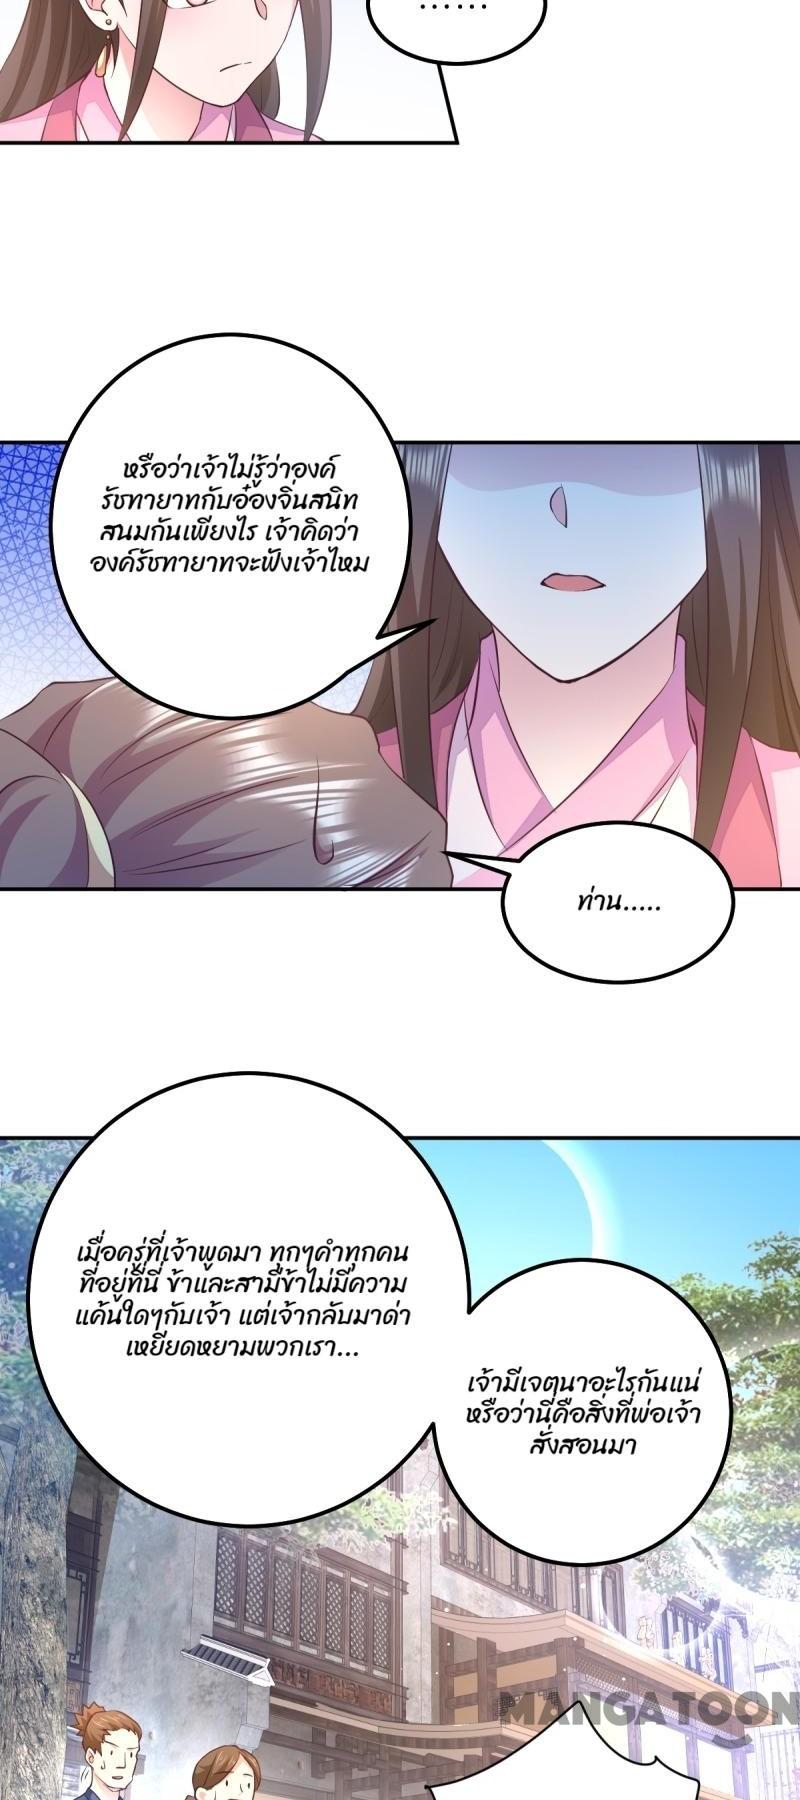 ......
หรือว่าเจ้าไม่รู้ว่าองค์
รัชทายาทกับอ๋องจิ่นสนิท
สนมกันเพียงไร เจ้าคิดว่า
องค์รัชทายาทจะฟังเจ้าไหม
ท่าน.....
เมื่อครู่ที่เจ้าพูดมา ทุกๆคำทุกคน
ที่อยู่ที่นี่ ข้าและสามีข้าไม่มีความ
แค้นใดๆกับเจ้า แต่เจ้ากลับมาด่า
เหยียดหยามพวกเรา...
เจ้ามีเจตนาอะไรกันแน่
หรือว่านี่คือสิ่งที่พ่อเจ้า
สั่งสอนมา
MANGATOON